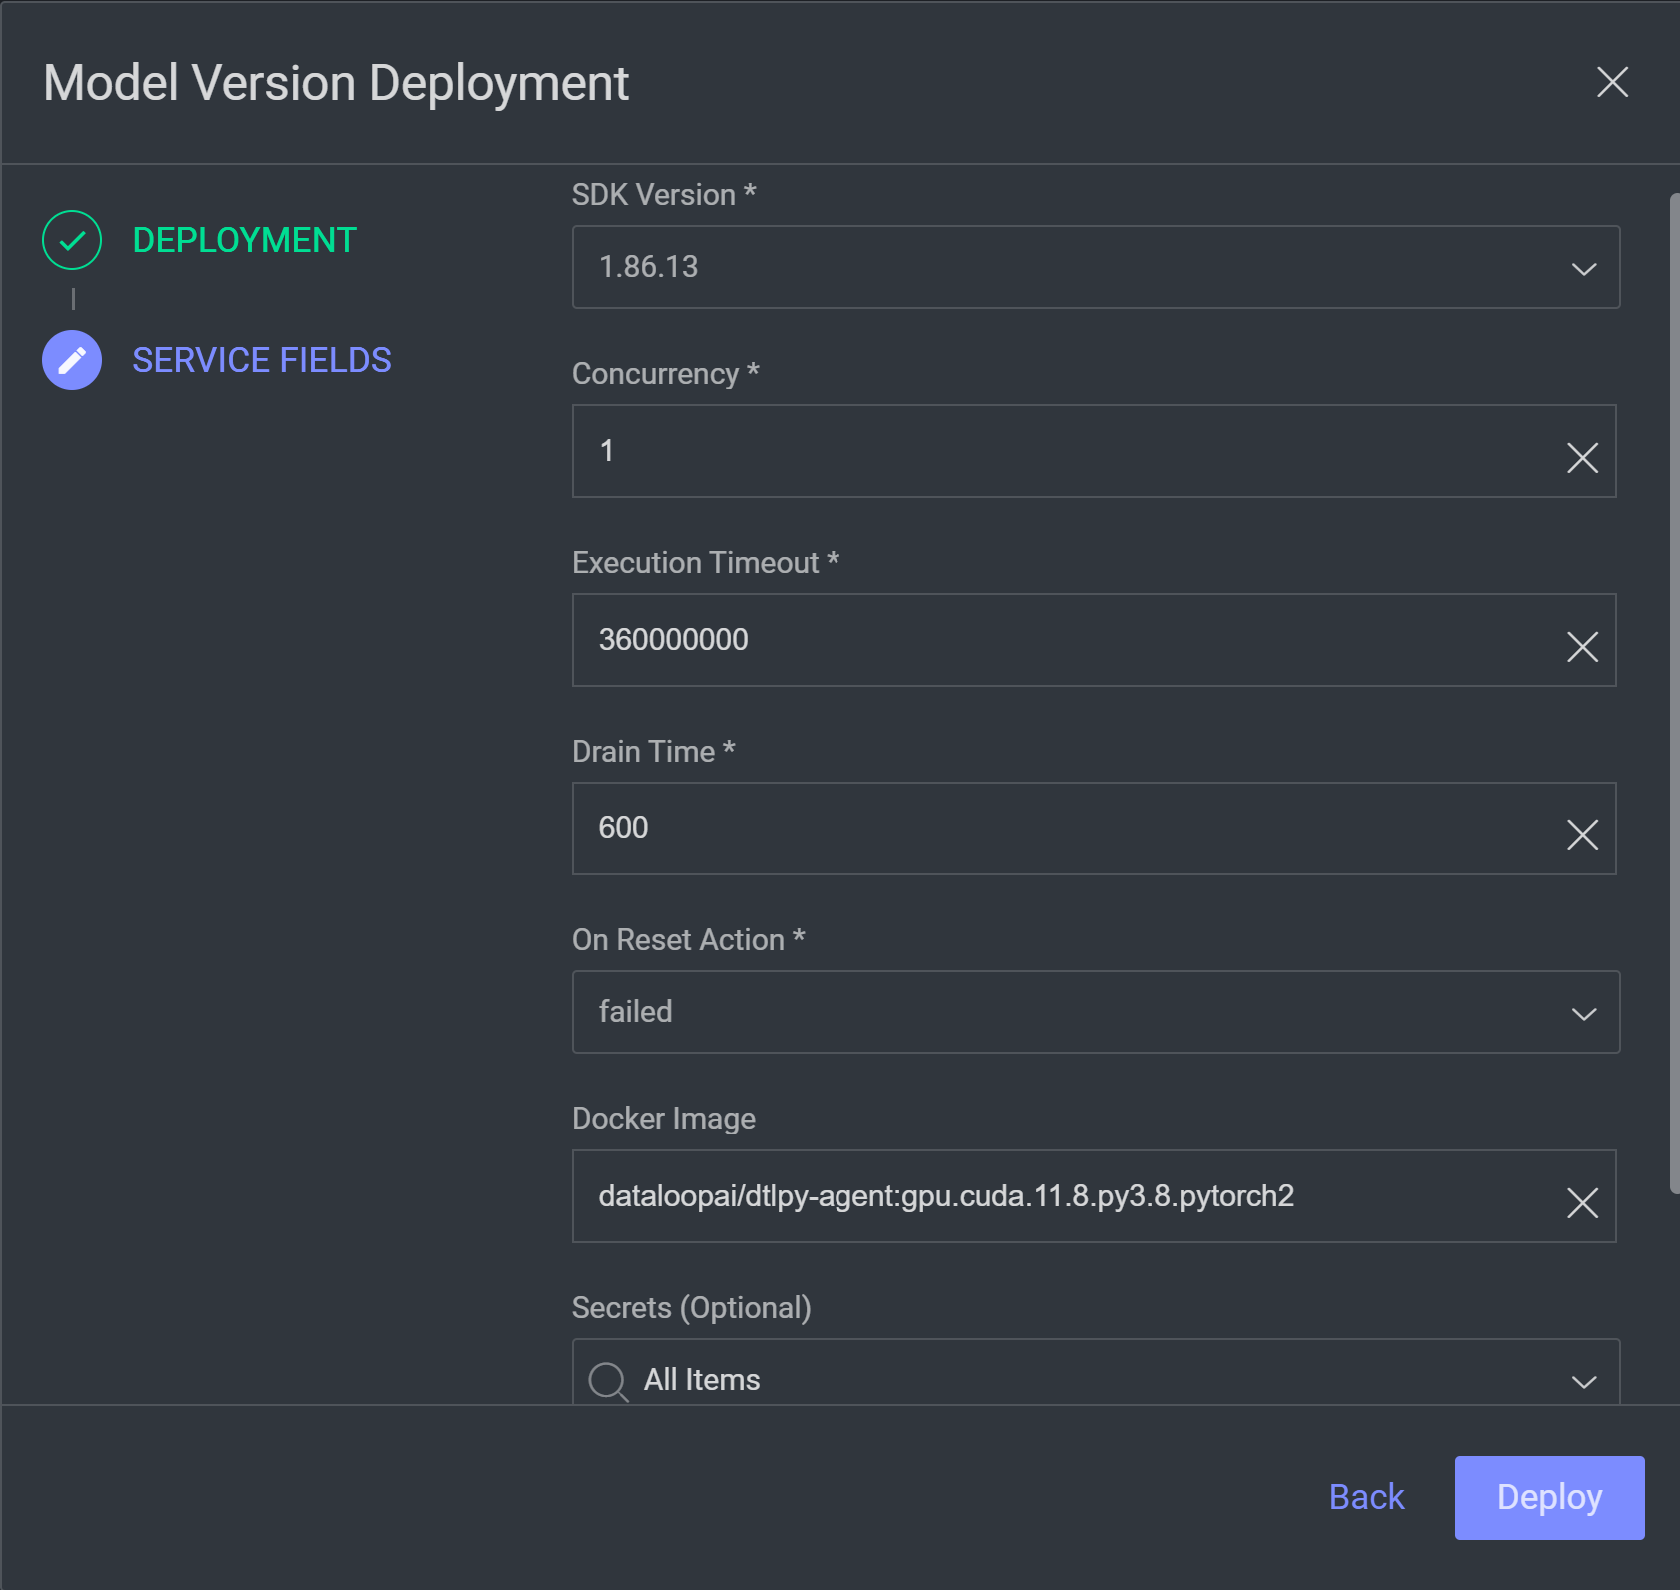 Model Version Deployment
DEPLOYMENT
SERVICE FIELDS
SDK Version *
1.86.13
Concurrency *
1
Execution Timeout *
360000000
Drain Time *
600
On Reset Action *
failed
Docker Image
dataloopai/dtlpy-agent:gpu.cuda.11.8.py3.8.pytorch2
Secrets (Optional)
All Items
Back
Deploy